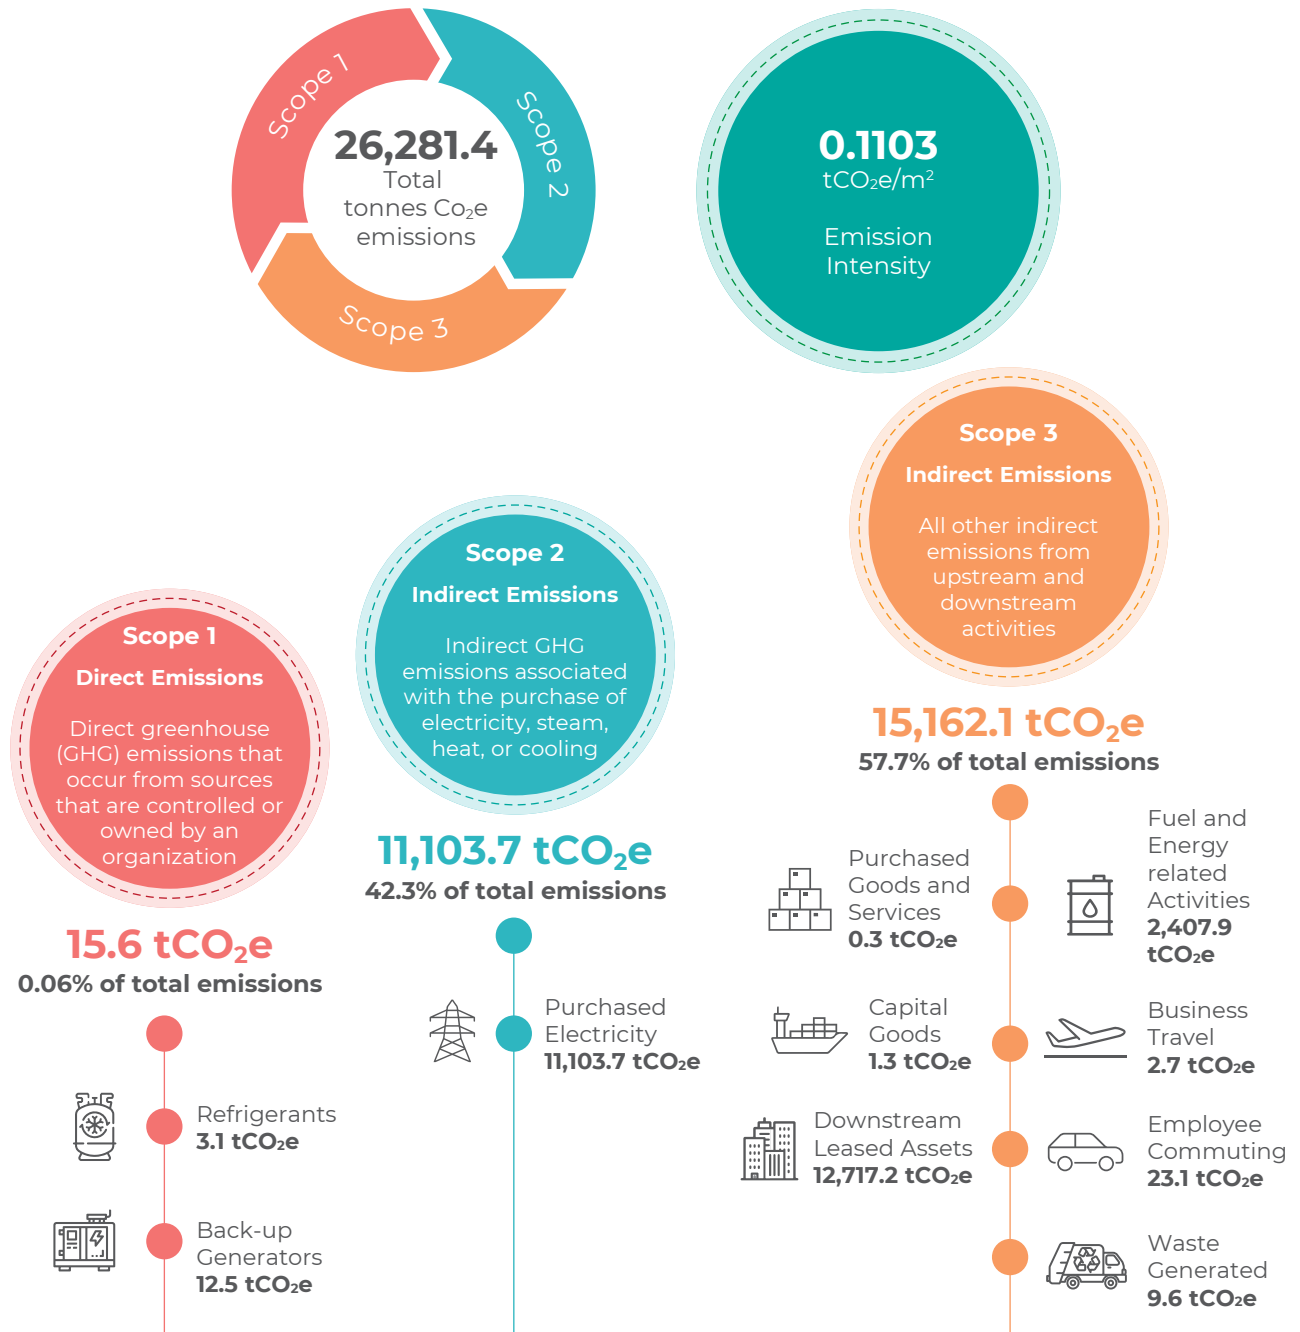 Scope 1
Scope 2
Scope 3
26,281.4
Total
tonnes Co₂e
emissions
0.1103
tCO₂e/m²
Emission
Intensity
Scope 1
Direct Emissions
Direct greenhouse
(GHG) emissions that
occur from sources
that are controlled or
owned by an
organization
15.6 tCO₂e
0.06% of total emissions
Refrigerants
3.1 tCO₂e
Back-up
Generators
12.5 tCO₂e
Scope 2
Indirect Emissions
Indirect GHG
emissions associated
with the purchase of
electricity, steam,
heat, or cooling
11,103.7 tCO₂e
42.3% of total emissions
Purchased
Electricity
11,103.7 tCO₂e
Scope 3
Indirect Emissions
All other indirect
emissions from
upstream and
downstream
activities
15,162.1 tCO₂e
57.7% of total emissions
Purchased
Goods and
Services
0.3 tCO₂e
Fuel and
Energy
related
Activities
2,407.9
tCO₂e
Capital
Goods
1.3 tCO₂e
Business
Travel
2.7 tCO₂e
Downstream
Leased Assets
12,717.2 tCO₂e
Employee
Commuting
23.1 tCO₂e
Waste
Generated
9.6 tCO₂e